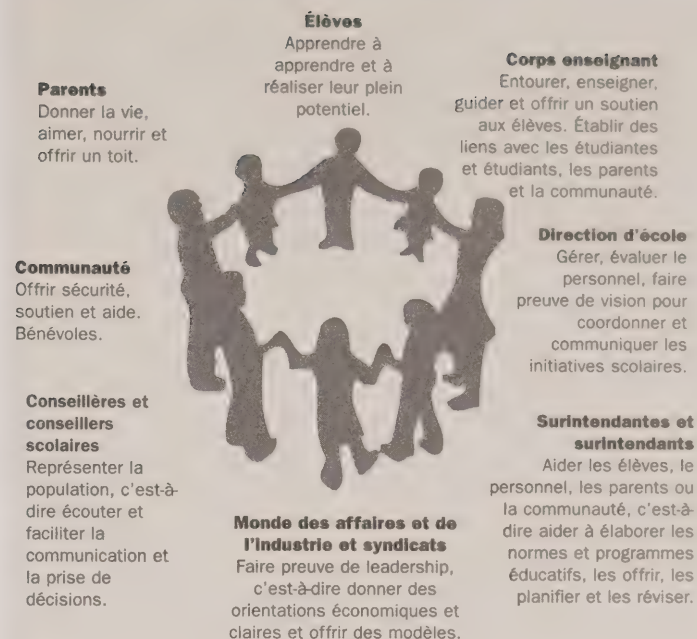 Élèves
Apprendre à
apprendre et à
réaliser leur plein
potentiel.
Corps enseignant
Entourer, enseigner,
guider et offrir un soutien
aux élèves. Établir des
liens avec les étudiantes
et étudiants, les parents
et la communauté.
Direction d'école
Gérer, évaluer le
personnel, faire
preuve de vision pour
coordonner et
communiquer les
initiatives scolaires.
Surintendantes et
surintendants
Aider les élèves, le
personnel, les parents ou
la communauté, c'est-à-
dire aider à élaborer les
normes et programmes
éducatifs, les offrir, les
planifier et les réviser.
Monde des affaires et de
l'industrie et syndicats
Faire preuve de leadership,
c'est-à-dire donner des
orientations économiques et
claires et offrir des modèles.
Conseillères et
conseillers
scolaires
Représenter la
population, c'est-à-
dire écouter et
faciliter la
communication et
la prise de
décisions.
Communauté
Offrir sécurité,
soutien et aide.
Bénévoles.
Parents
Donner la vie,
aimer, nourrir et
offrir un toit.